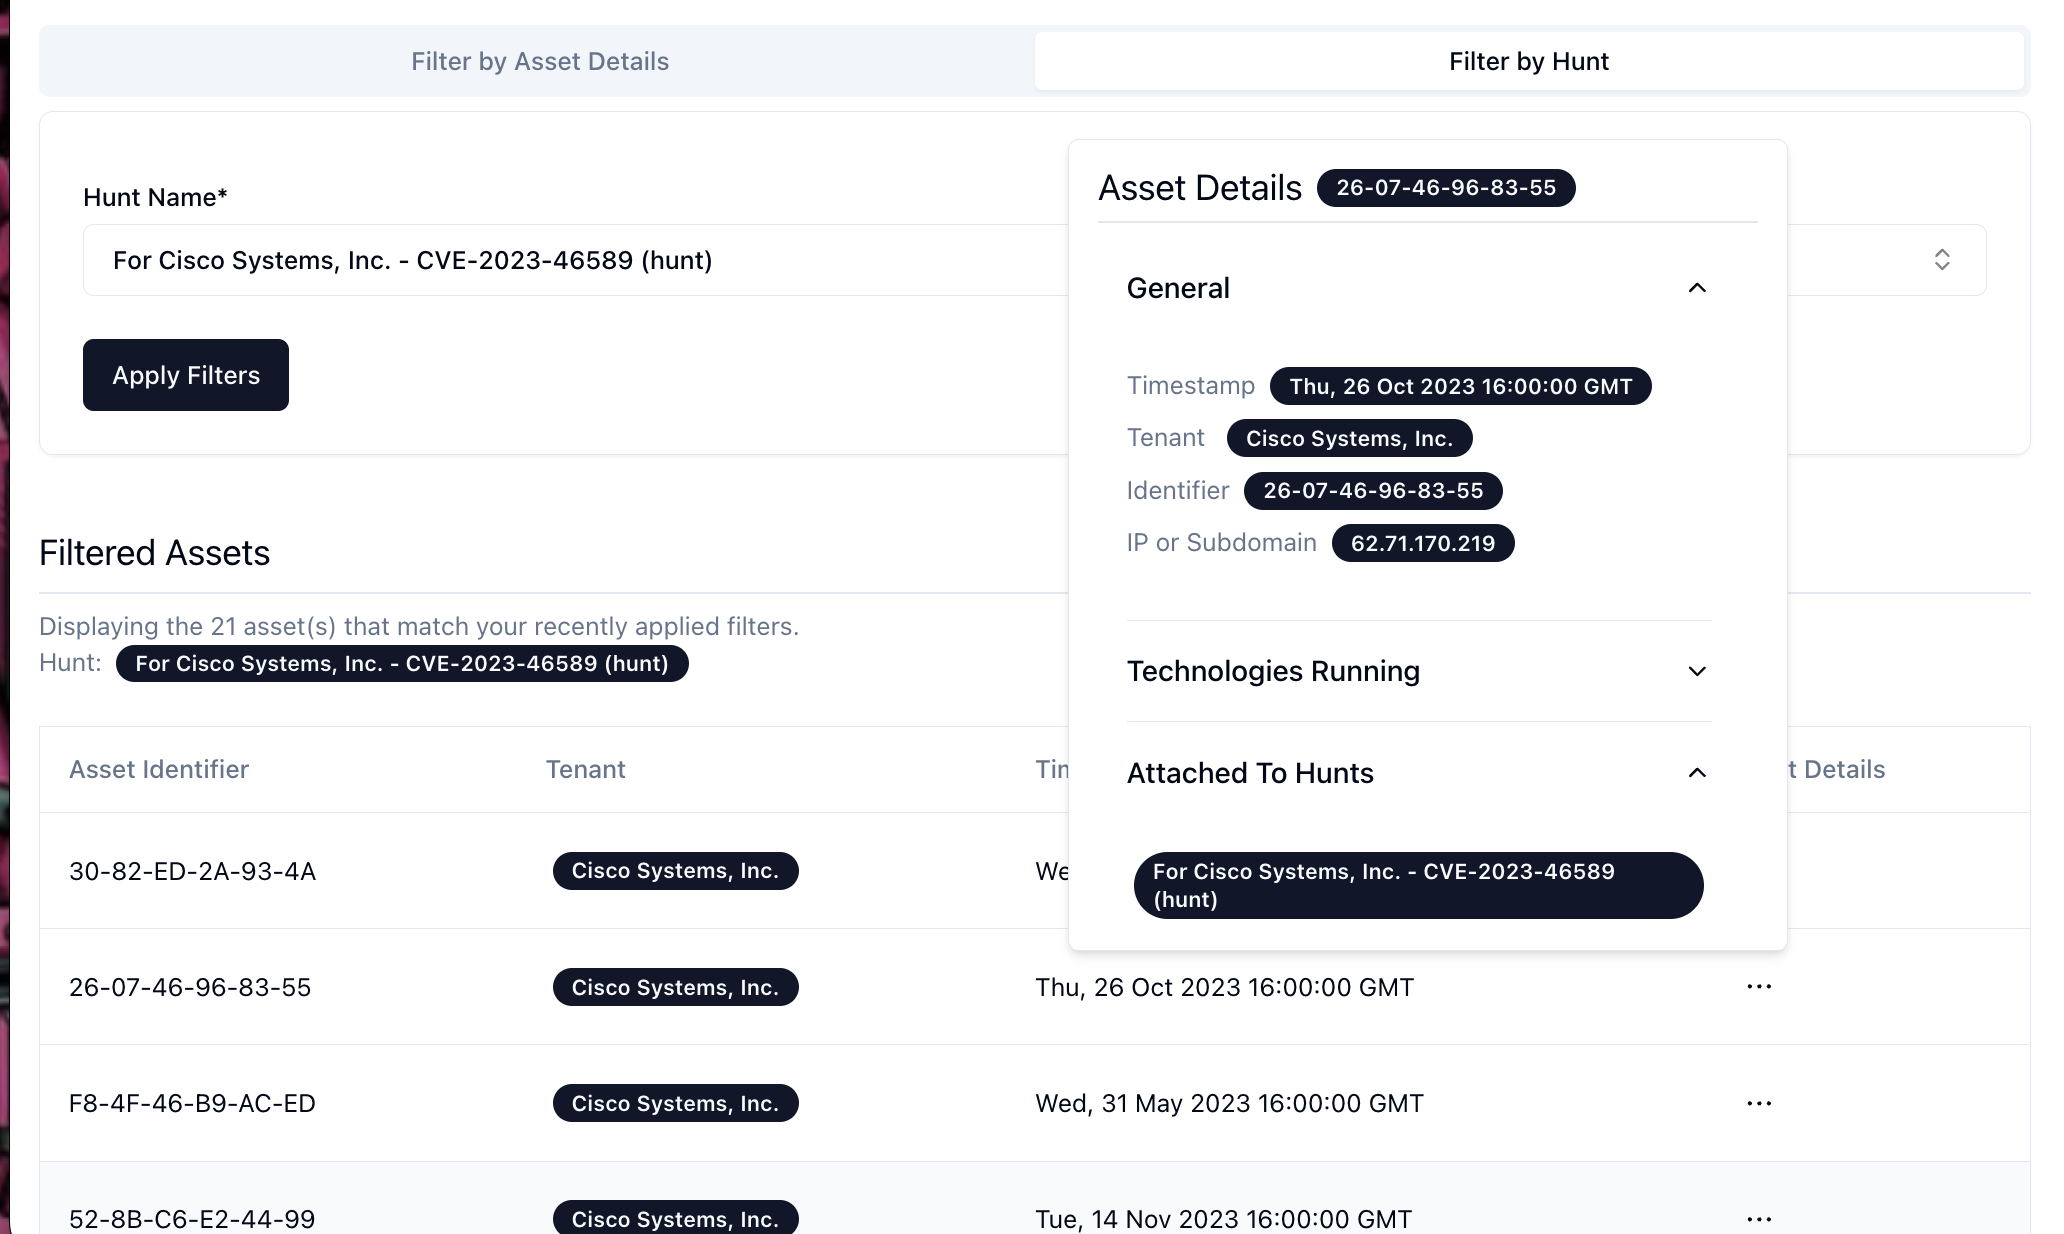 Filter by Asset Details
Filter by Hunt
Hunt Name*
For Cisco Systems, Inc. - CVE-2023-46589 (hunt)
Apply Filters
Asset Details 26-07-46-96-83-55
General
Timestamp Thu, 26 Oct 2023 16:00:00 GMT
Tenant Cisco Systems, Inc.
Identifier 26-07-46-96-83-55
IP or Subdomain 62.71.170.219
Technologies Running
Attached To Hunts
For Cisco Systems, Inc. - CVE-2023-46589
(hunt)
Filtered Assets
Displaying the 21 asset(s) that match your recently applied filters.
Hunt: For Cisco Systems, Inc. - CVE-2023-46589 (hunt)
Asset Identifier Tenant Details
30-82-ED-2A-93-4A Cisco Systems, Inc. We
26-07-46-96-83-55 Cisco Systems, Inc. Thu, 26 Oct 2023 16:00:00 GMT ...
F8-4F-46-B9-AC-ED Cisco Systems, Inc. Wed, 31 May 2023 16:00:00 GMT ...
52-8B-C6-E2-44-99 Cisco Systems, Inc. Tue, 14 Nov 2023 16:00:00 GMT ...